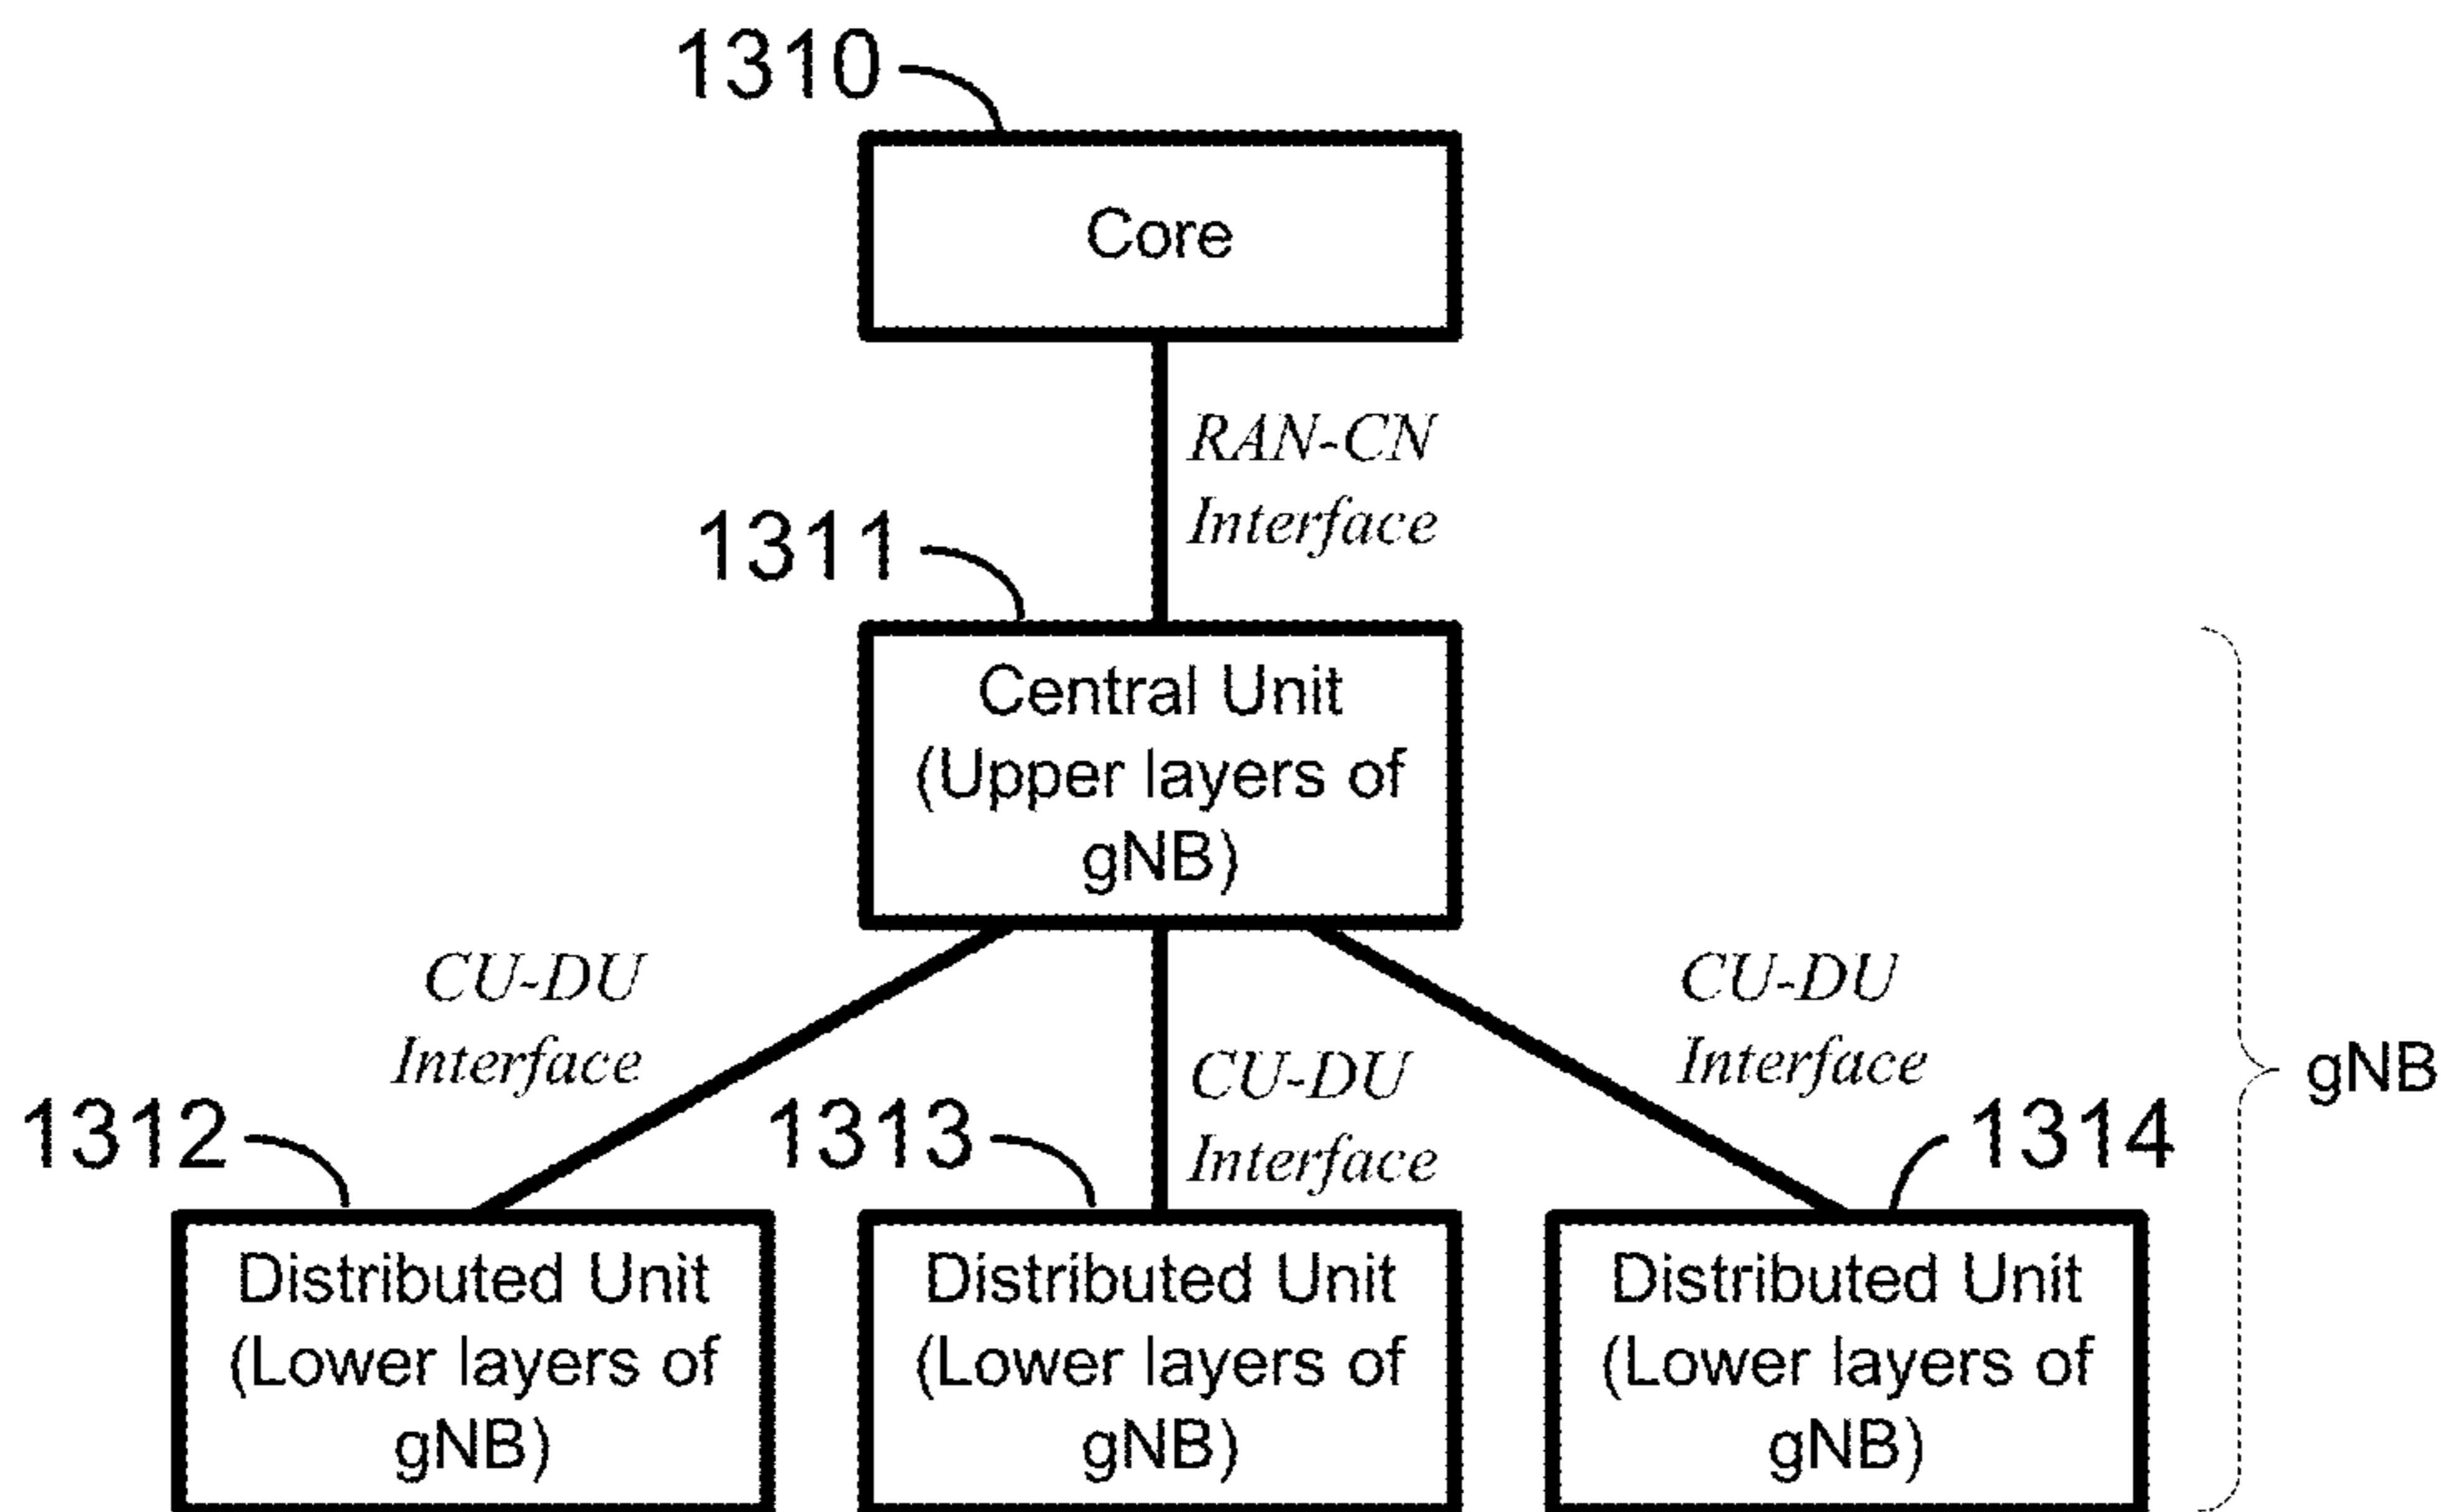 1310
Core
RAN-CN
Interface
1311
Central Unit
(Upper layers of
gNB)
CU-DU
Interface
CU-DU
Interface
CU-DU
Interface
gNB
1312
1313
1314
Distributed Unit
(Lower layers of
gNB)
Distributed Unit
(Lower layers of
gNB)
Distributed Unit
(Lower layers of
gNB)